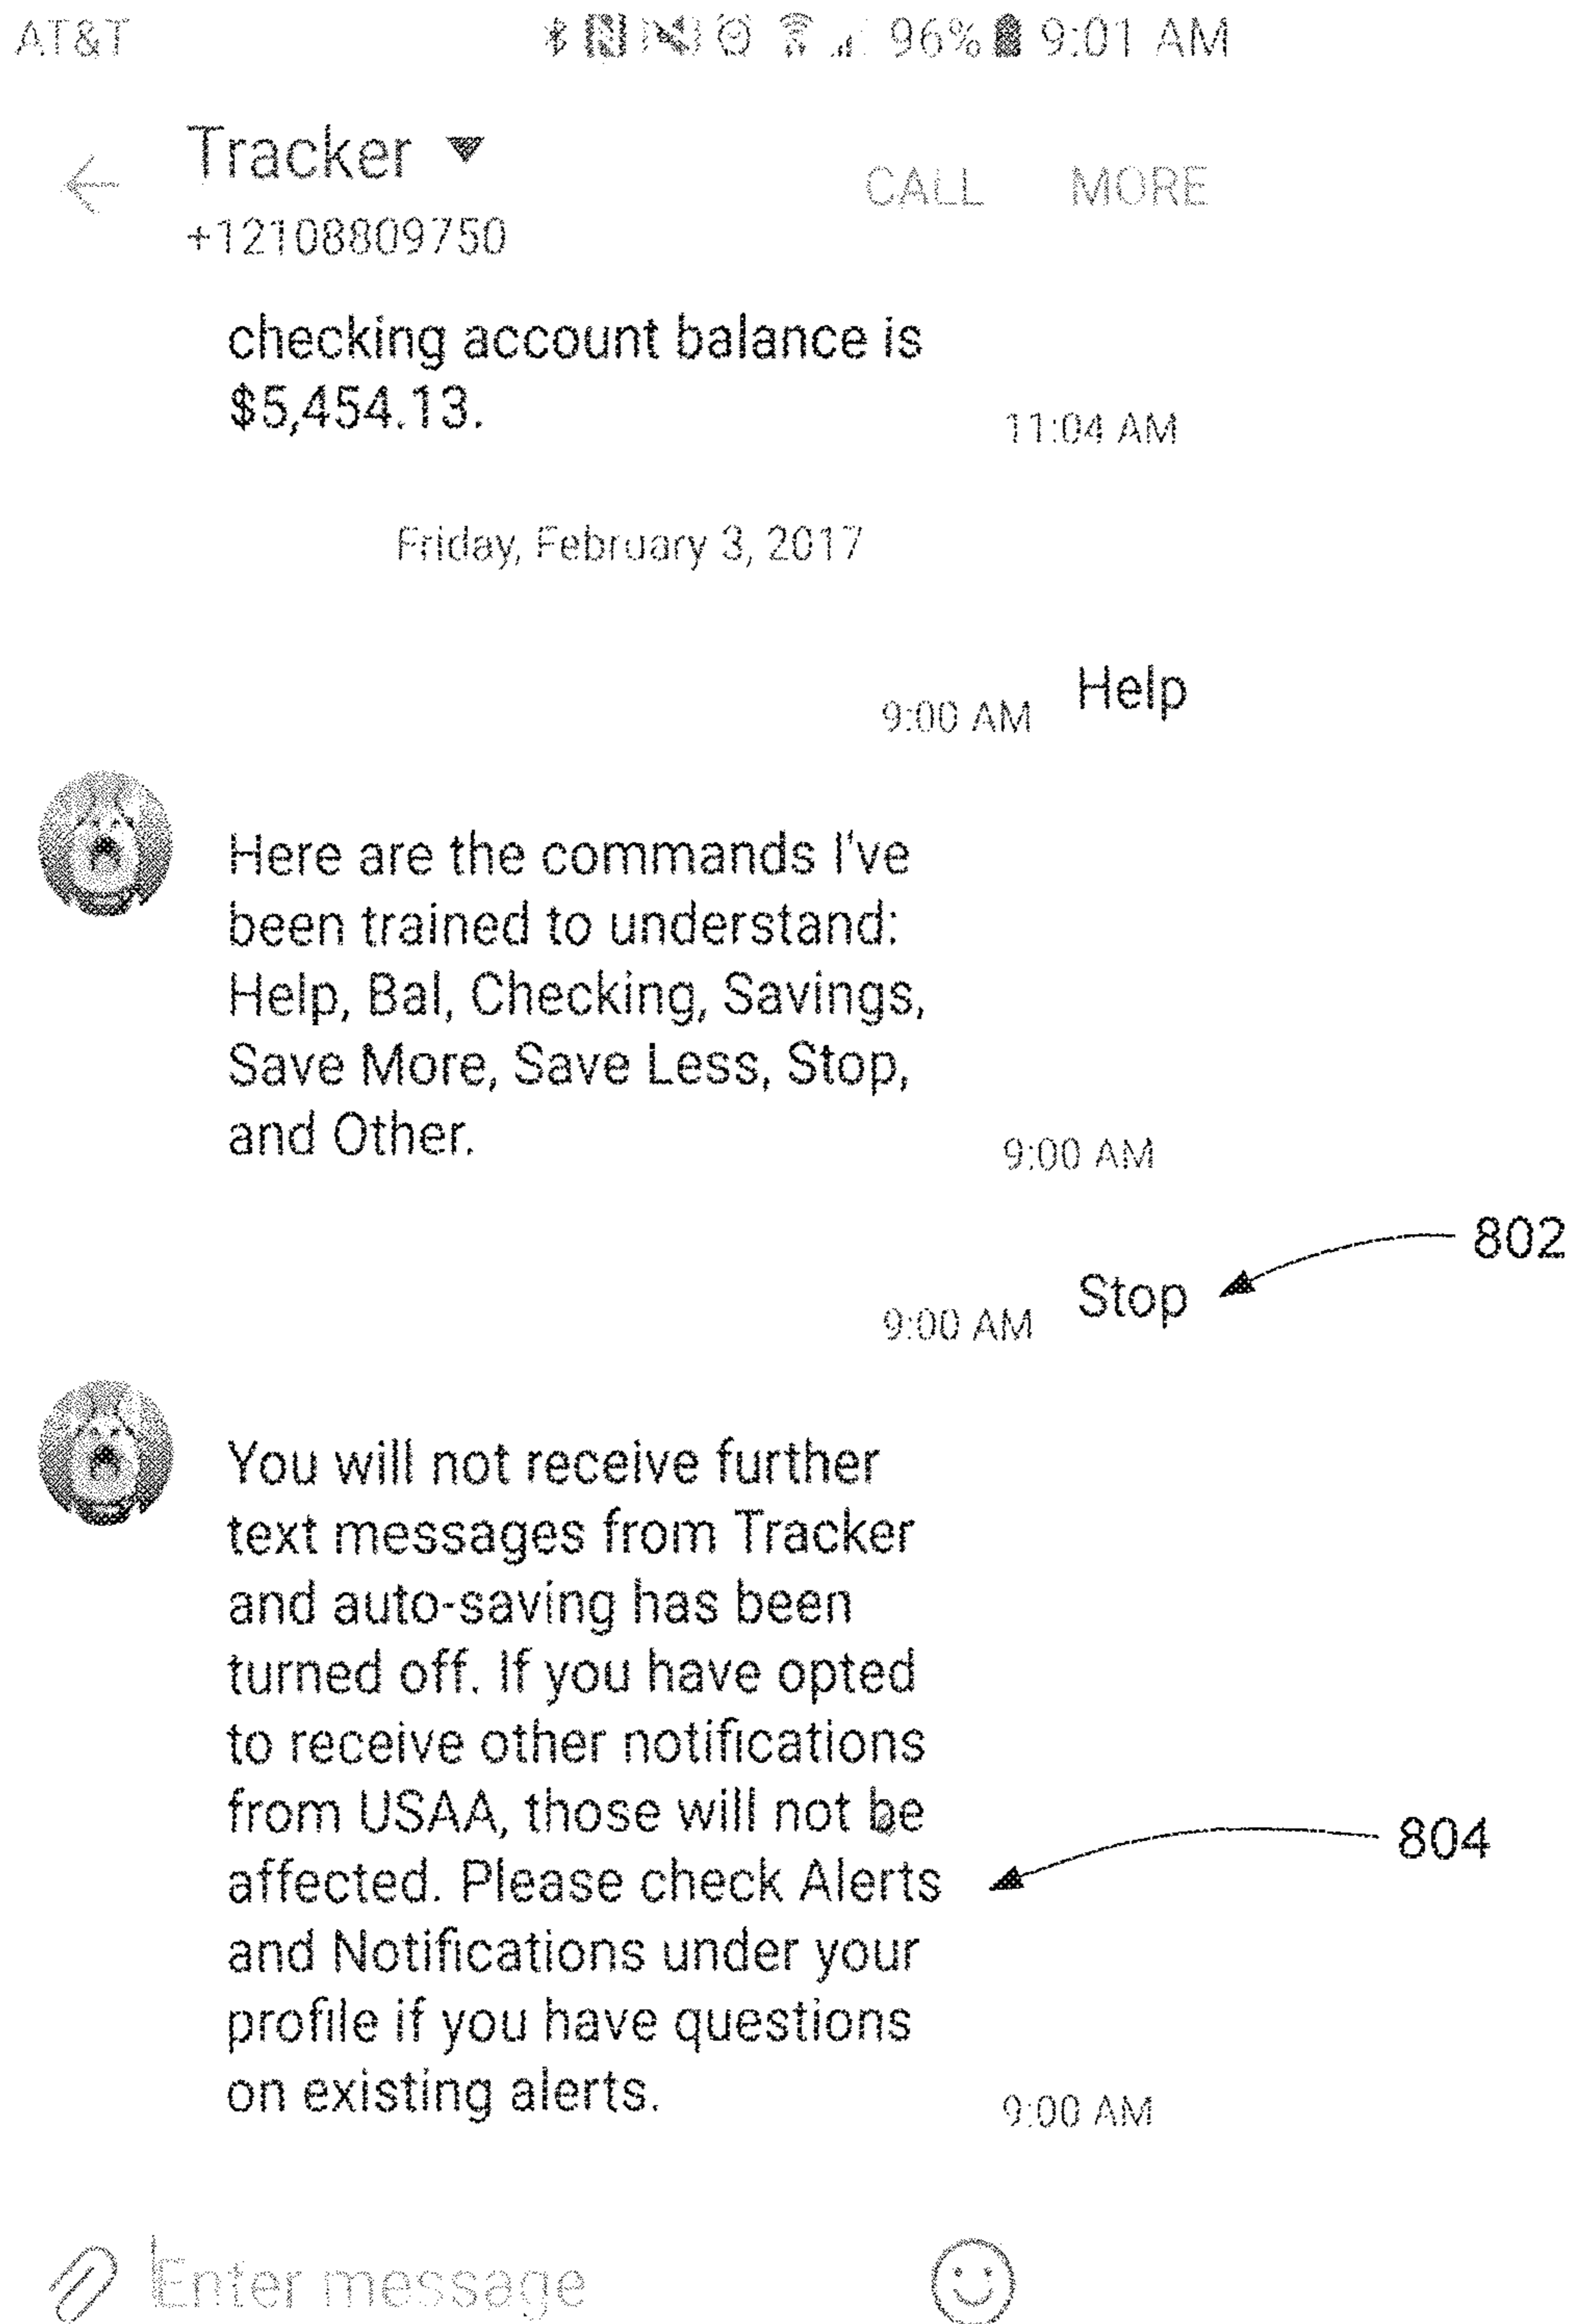 AT&T 96% 9:01 AM
Tracker
CALL MORE
+12108809750
checking account balance is
$5,454.13.
11:04 AM
Friday, February 3, 2017
Help
9:00 AM
Here are the commands I've
been trained to understand:
Help, Bal, Checking, Savings,
Save More, Save Less, Stop,
and Other.
9:00 AM
802
Stop
9:00 AM
You will not receive further
text messages from Tracker
and auto-saving has been
turned off. If you have opted
to receive other notifications
from USAA, those will not be
804
affected. Please check Alerts
and Notifications under your
profile if you have questions
on existing alerts.
9:00 AM
Enter message